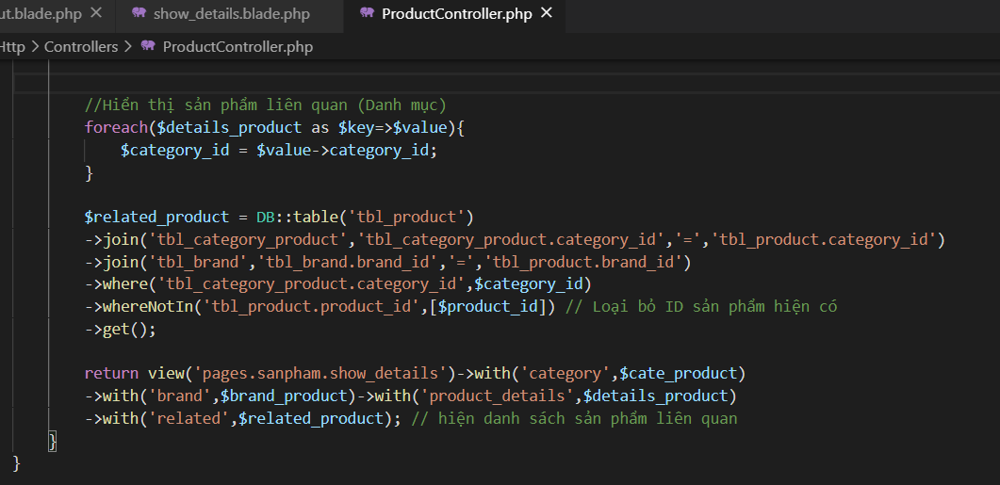 ut.blade.php show_details.blade.php ProductController.php
Http > Controllers > ProductController.php
//Hiển thị sản phẩm liên quan (Danh mục)
foreach($details_product as $key=>$value){
$category_id = $value->category_id;
}
$related_product = DB::table('tbl_product')
->join('tbl_category_product','tbl_category_product.category_id','=','tbl_product.category_id')
->join('tbl_brand','tbl_brand.brand_id','=','tbl_product.brand_id')
->where('tbl_category_product.category_id',$category_id)
->whereNotIn('tbl_product.product_id',[$product_id]) // Loại bỏ ID sản phẩm hiện có
->get();
return view('pages.sanpham.show_details')->with('category',$cate_product)
->with('brand',$brand_product)->with('product_details',$details_product)
->with('related',$related_product); // hiện danh sách sản phẩm liên quan
}
}